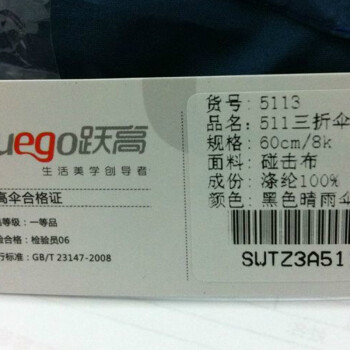 uego跃高
生活美学创导者
高伞合格证
等级：一等品
合格：检验员06
行标准：GB/T 23147-2008
货号：5113
品名：511三折伞
规格：60cm/8k
面料：碰击布
成份：涤纶100%
颜色：黑色晴雨伞
SWTZ3A511